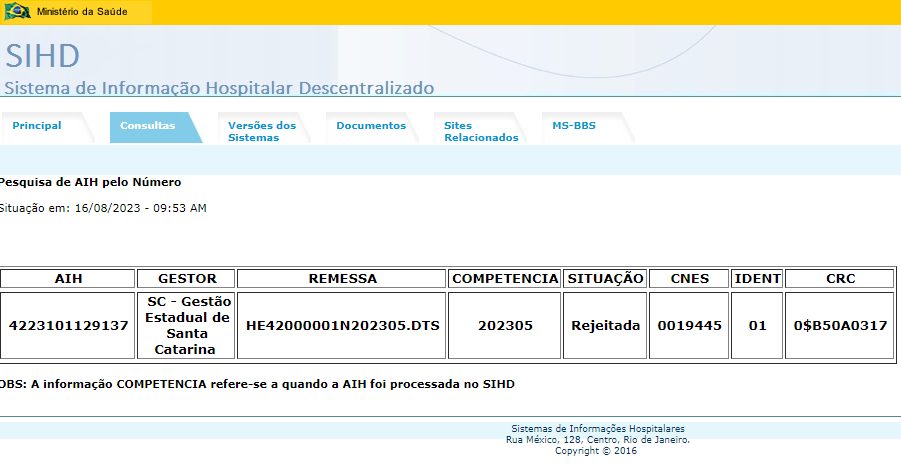 Ministério da Saúde
SIHD
Sistema de Informação Hospitalar Descentralizado
Principal
Consultas
Versões dos
Sistemas
Documentos
Sites
Relacionados
MS-BBS
Pesquisa de AIH pelo Número
Situação em: 16/08/2023 - 09:53 AM
AIH GESTOR REMESSA COMPETENCIA SITUAÇÃO CNES IDENT CRC
4223101129137
SC - Gestão
Estadual de
Santa
Catarina
HE42000001N202305.DTS
202305
Rejeitada
0019445
01
0$B50A0317
OBS: A informação COMPETENCIA refere-se a quando a AIH foi processada no SIHD
Sistemas de Informações Hospitalares
Rua México, 128, Centro, Rio de Janeiro.
Copyright © 2016